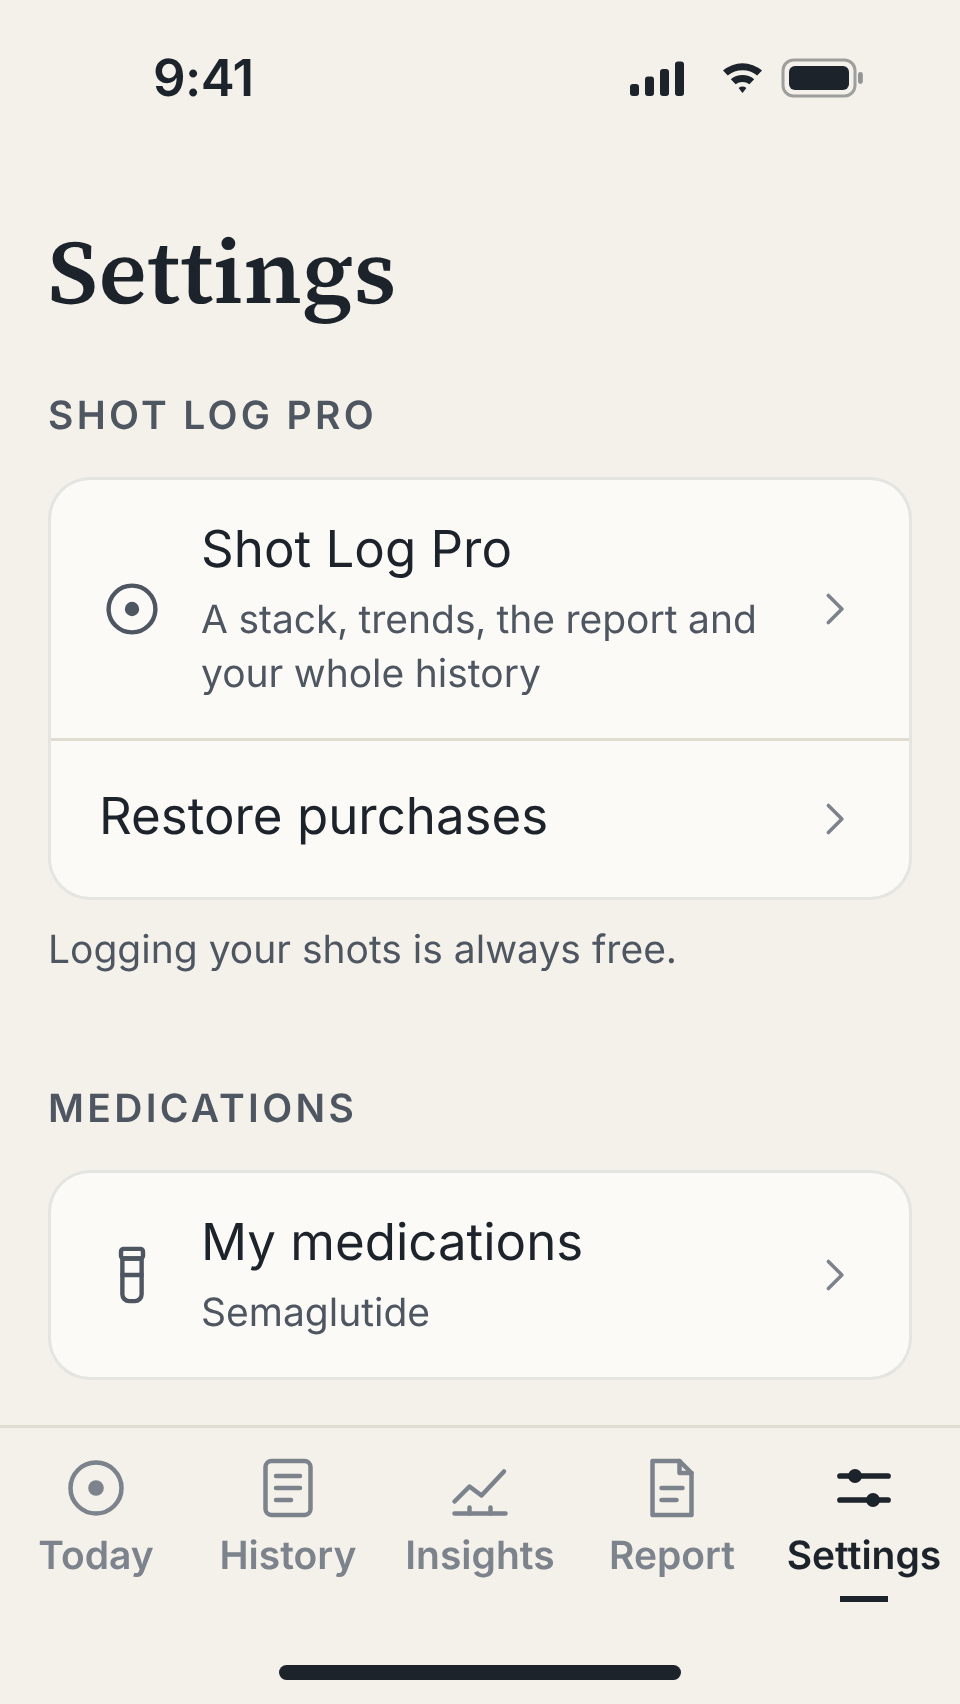 9:41
Settings
SHOT LOG PRO
Shot Log Pro
A stack, trends, the report and
your whole history
Restore purchases
Logging your shots is always free.
MEDICATIONS
My medications
Semaglutide
Today
History
Insights
Report
Settings